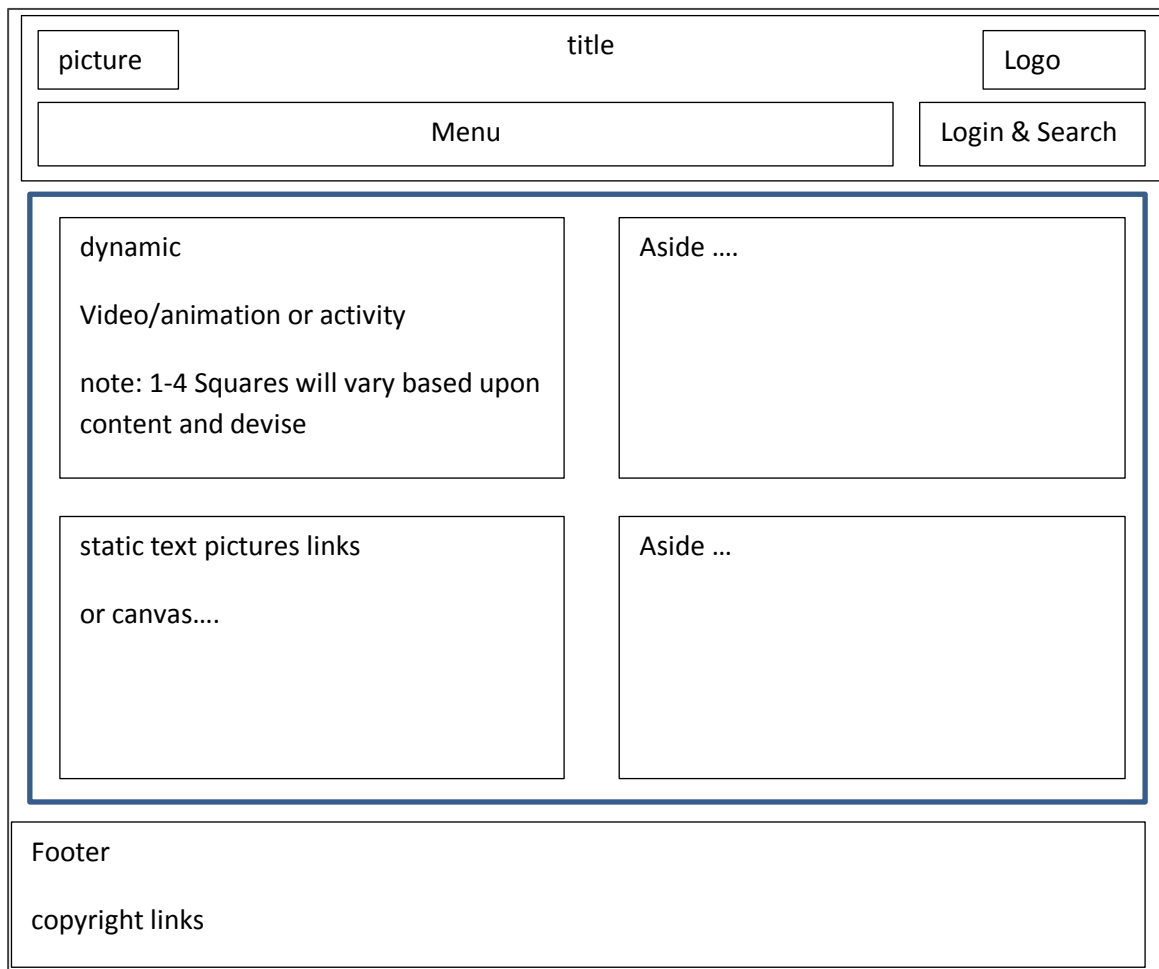 picture
title
Logo
Menu
Login & Search
dynamic
Video/animation or activity
note: 1-4 Squares will vary based upon
content and devise
Aside ….
static text pictures links
or canvas….
Aside …
Footer
copyright links